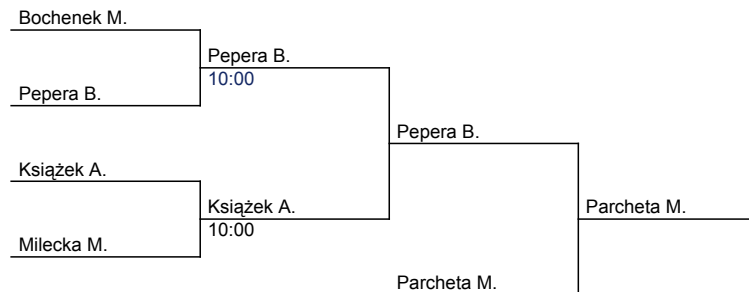 Bochenek M.
Pepera B.
10:00
Pepera B.
Pepera B.
Książek A.
Książek A.
Parcheta M.
10:00
Milecka M.
Parcheta M.